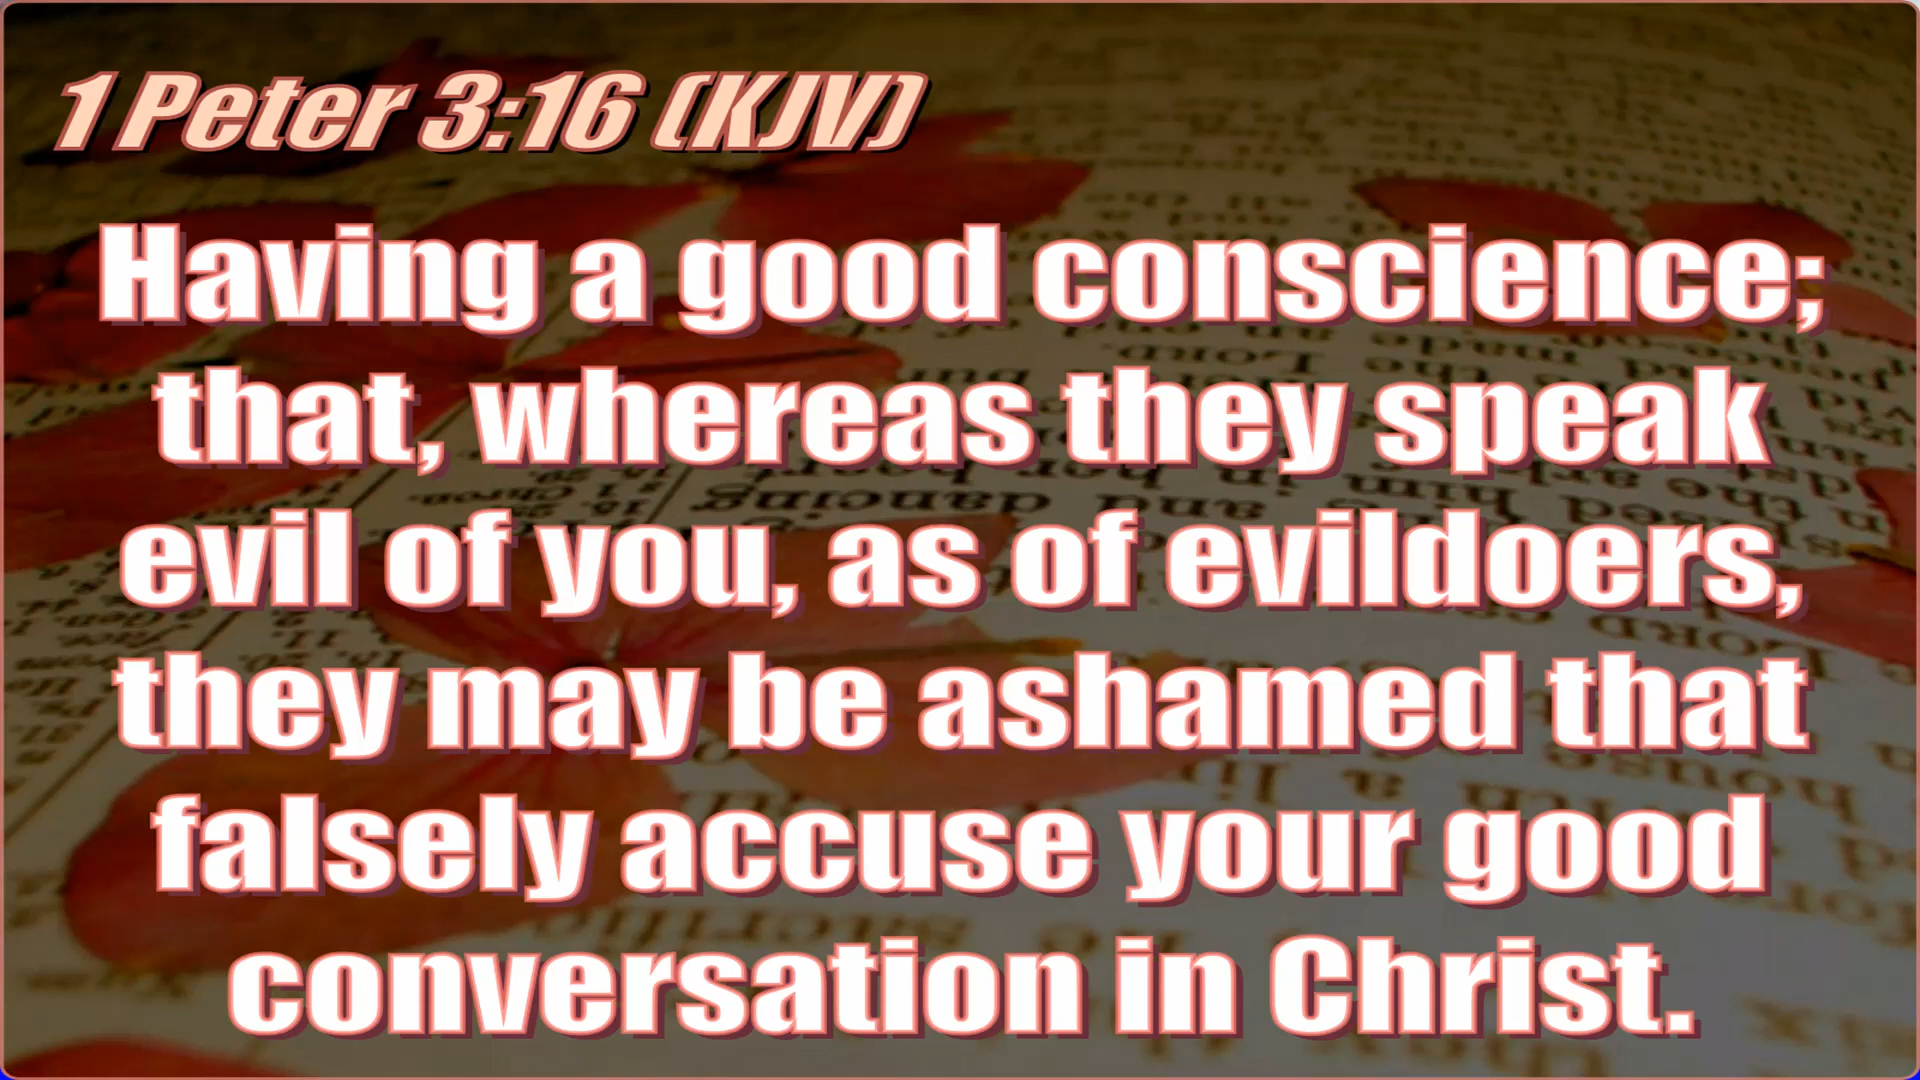 1 Peter 3:16 (KJV)
Having a good conscience;
that, whereas they speak
evil of you, as of evildoers,
they may be ashamed that
falsely accuse your good
conversation in Christ.